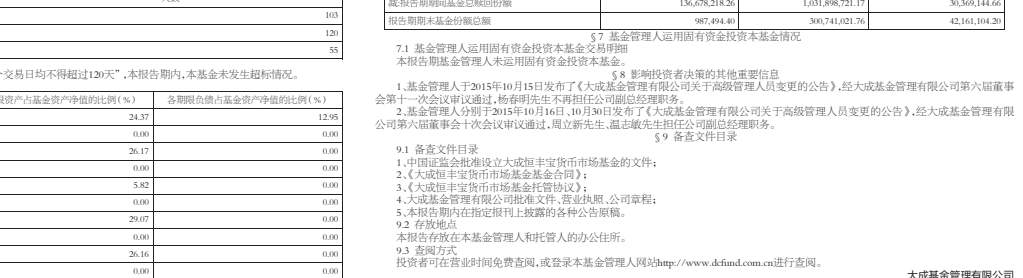 103
120
55
个交易日均不得超过120天”,本报告期内,本基金未发生超标情况。
限资产占基金资产净值的比例(%) 各期限负债占基金资产净值的比例(%)
24.37 12.95
0.00 0.00
26.17 0.00
0.00 0.00
5.82 0.00
0.00 0.00
29.07 0.00
0.00 0.00
26.16 0.00
0.00 0.00
减:报告期期间基金总赎回份额 136,678,218.26 1,031,898,721.17 30,369,144.66
报告期期末基金份额总额 987,494.40 300,741,021.76 42,161,104.20
§7 基金管理人运用固有资金投资本基金情况
7.1 基金管理人运用固有资金投资本基金交易明细
本报告期基金管理人未运用固有资金投资本基金。
§8 影响投资者决策的其他重要信息
1、基金管理人于2015年10月15日发布了《大成基金管理有限公司关于高级管理人员变更的公告》,经大成基金管理有限公司第六届董事
会第十一次会议审议通过,杨春明先生不再担任公司副总经理职务。
2、基金管理人分别于2015年10月16日、10月30日发布了《大成基金管理有限公司关于高级管理人员变更的公告》,经大成基金管理有限
公司第六届董事会十次会议审议通过,周立新先生、温志敏先生担任公司副总经理职务。
§9 备查文件目录
9.1 备查文件目录
1、中国证监会批准设立大成恒丰宝货币市场基金的文件;
2、《大成恒丰宝货币市场基金基金合同》;
3、《大成恒丰宝货币市场基金托管协议》;
4、大成基金管理有限公司批准文件、营业执照、公司章程;
5、本报告期内在指定报刊上披露的各种公告原稿。
9.2 存放地点
本报告存放在本基金管理人和托管人的办公住所。
9.3 查阅方式
投资者可在营业时间免费查阅,或登录本基金管理人网站http://www.dcfund.com.cn进行查阅。
大成基金管理有限公司